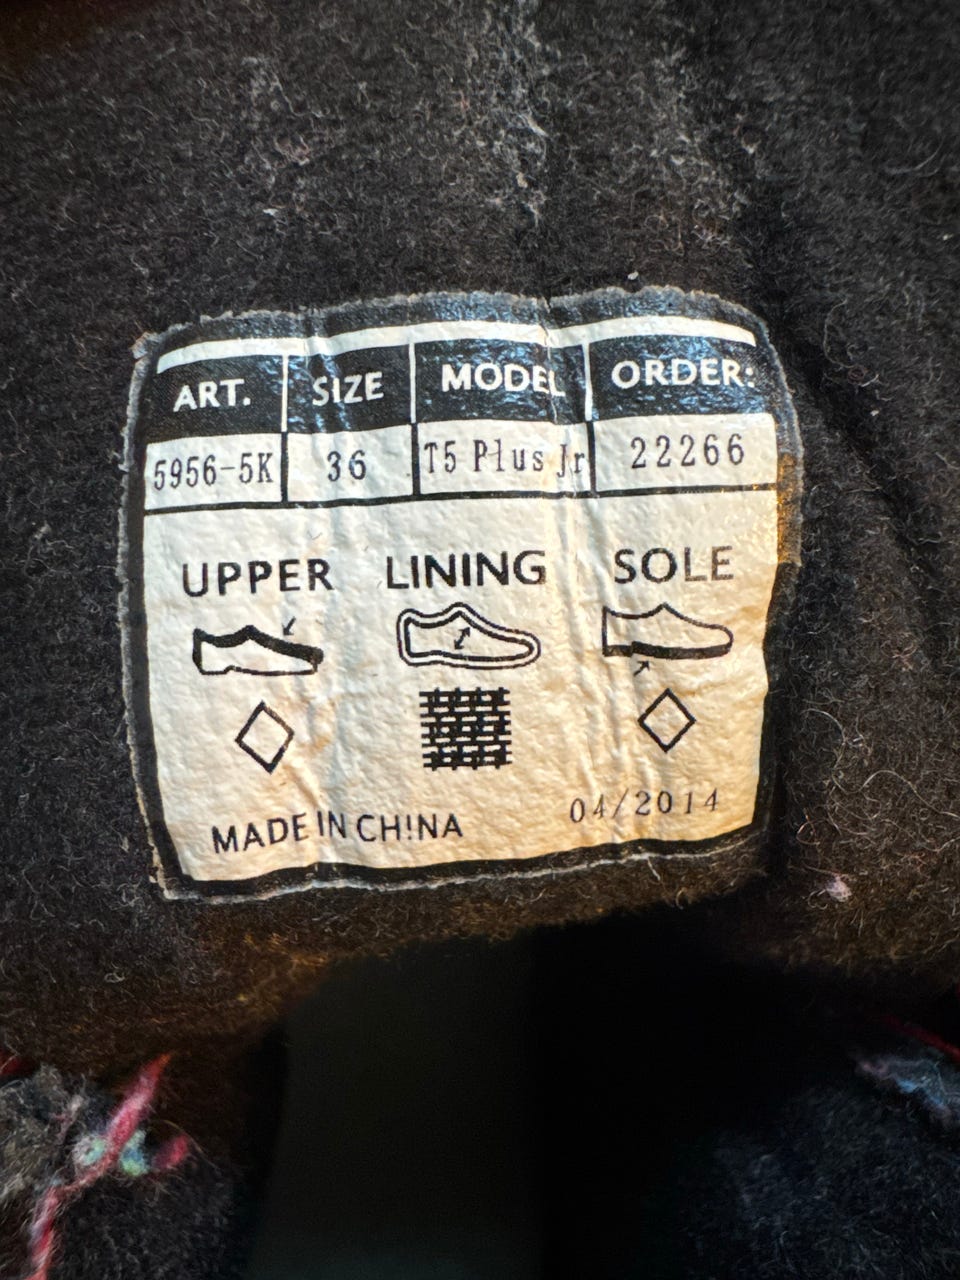 ART. SIZE MODEL ORDER:
5956-5K 36 T5 Plus Jr 22266
UPPER LINING SOLE
04/2014
MADE IN CHINA